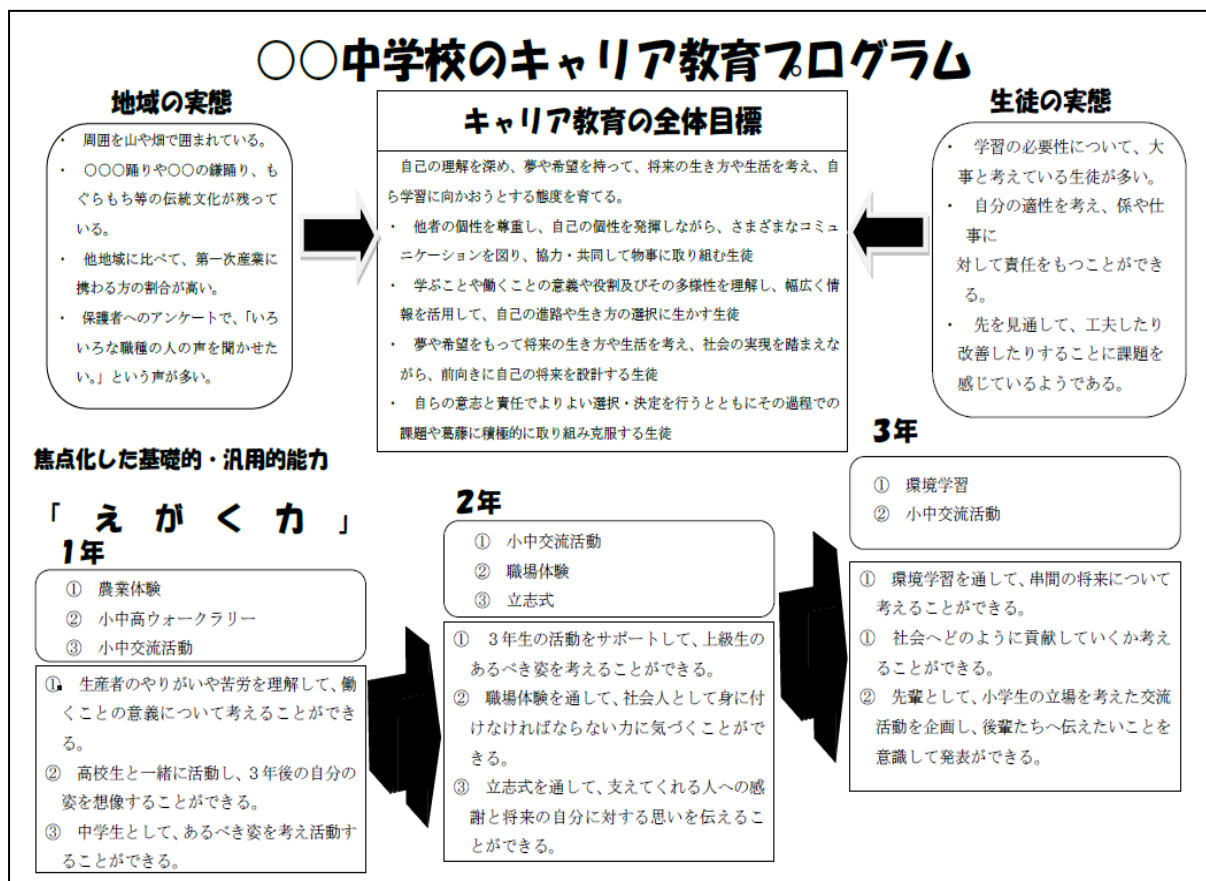 ○○中学校のキャリア教育プログラム
地域の実態
・　周囲を山や畑で囲まれている。
・　○○○踊りや○○の鎌踊り、も
ぐらもち等の伝統文化が残って
いる。
・　他地域に比べて、第一次産業に
携わる方の割合が高い。
・　保護者へのアンケートで、「いろ
いろな職種の人の声を聞かせた
い。」という声が多い。
キャリア教育の全体目標
自己の理解を深め、夢や希望を持って、将来の生き方や生活を考え、自
ら学習に向かおうとする態度を育てる。
・　他者の個性を尊重し、自己の個性を発揮しながら、さまざまなコミュ
ニケーションを図り、協力・共同して物事に取り組む生徒
・　学ぶことや働くことの意義や役割及びその多様性を理解し、幅広く情
報を活用して、自己の進路や生き方の選択に生かす生徒
・　夢や希望をもって将来の生き方や生活を考え、社会の実現を踏まえな
がら、前向きに自己の将来を設計する生徒
・　自らの意志と責任でよりよい選択・決定を行うとともにその過程での
課題や葛藤に積極的に取り組み克服する生徒
生徒の実態
・　学習の必要性について、大
事と考えている生徒が多い。
・　自分の適性を考え、係や仕
事に
対して責任をもつことができ
る。
・　先を見通して、工夫したり
改善したりすることに課題を
感じているようである。
焦点化した基礎的・汎用的能力
「えがく力」
1年
①　農業体験
②　小中高ウォークラリー
③　小中交流活動
①　生産者のやりがいや苦労を理解して、働
くことの意義について考えることができ
る。
②　高校生と一緒に活動し、３年後の自分の
姿を想像することができる。
③　中学生として、あるべき姿を考え活動す
ることができる。
2年
①　小中交流活動
②　職場体験
③　立志式
①　３年生の活動をサポートして、上級生の
あるべき姿を考えることができる。
②　職場体験を通して、社会人として身に付
けなければならない力に気づくことがで
きる。
③　立志式を通して、支えてくれる人への感
謝と将来の自分に対する思いを伝えるこ
とができる。
3年
①　環境学習
②　小中交流活動
①　環境学習を通して、串間の将来について
考えることができる。
①　社会へどのように貢献していくか考え
ることができる。
②　先輩として、小学生の立場を考えた交流
活動を企画し、後輩たちへ伝えたいことを
意識して発表ができる。